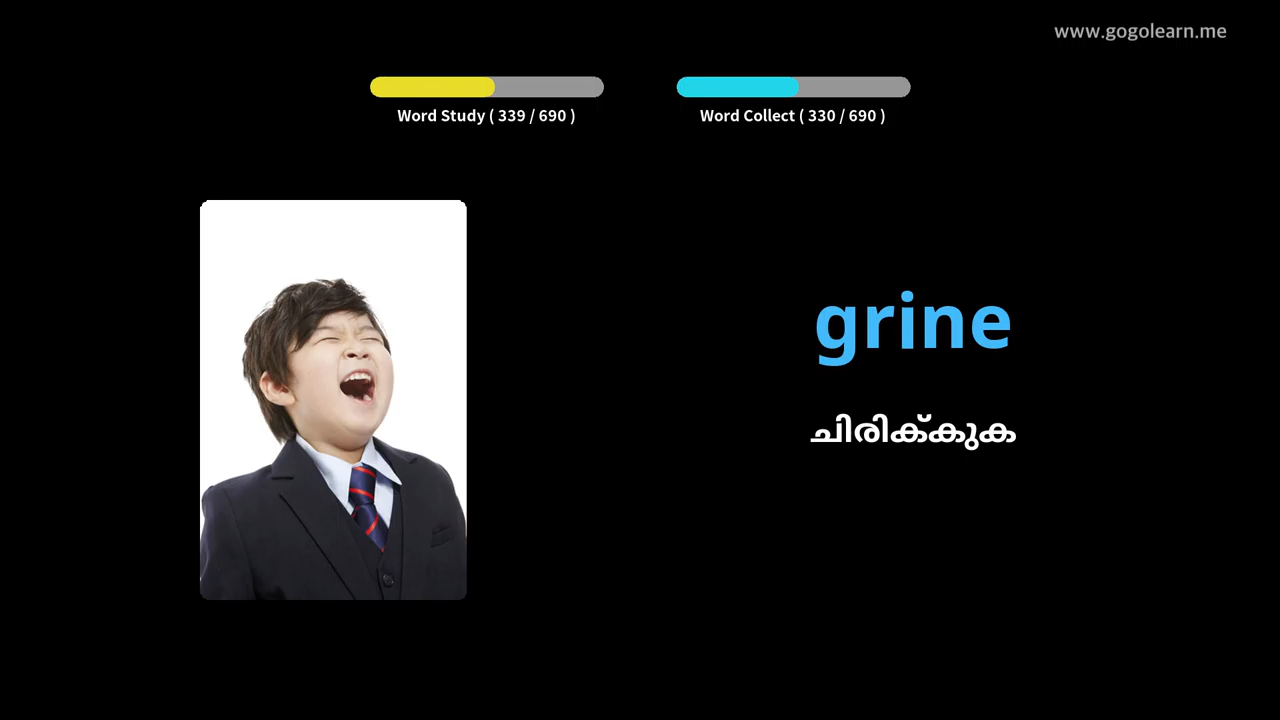 www.gogolearn.me
Word Study ( 339 / 690 )
Word Collect ( 330 / 690 )
grine
ചിരിക്കുക